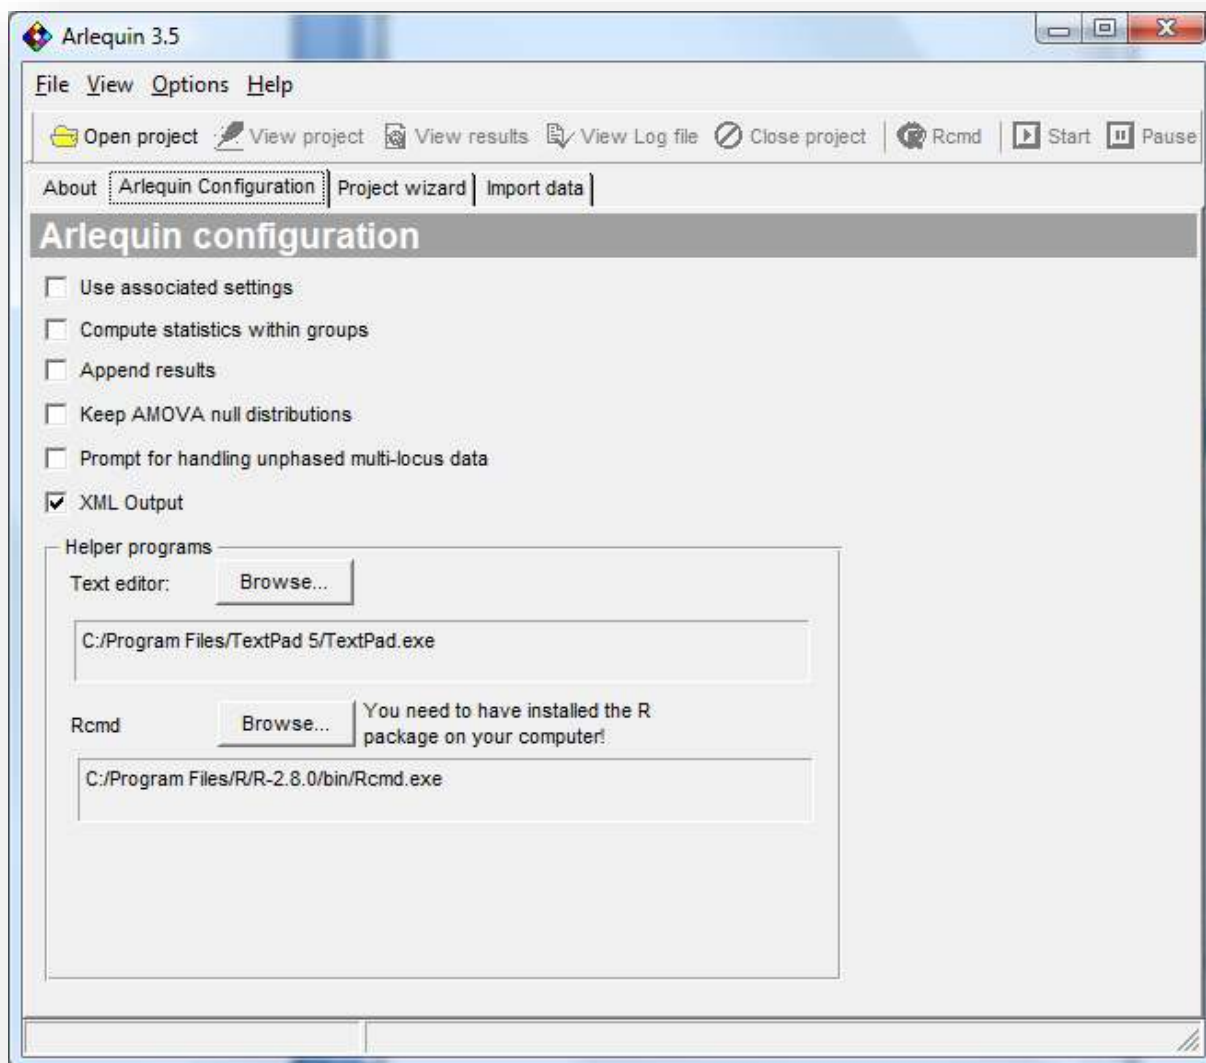 Arlequin 3.5
File View Options Help
Open project View project View results View Log file Close project Rcmd Start Pause
About Arlequin Configuration Project wizard Import data
Arlequin configuration
Use associated settings
Compute statistics within groups
Append results
Keep AMOVA null distributions
Prompt for handling unphased multi-locus data
XML Output
Helper programs
Text editor: Browse...
C:/Program Files/TextPad 5/TextPad.exe
Rcmd Browse... You need to have installed the R
package on your computer!
C:/Program Files/R/R-2.8.0/bin/Rcmd.exe